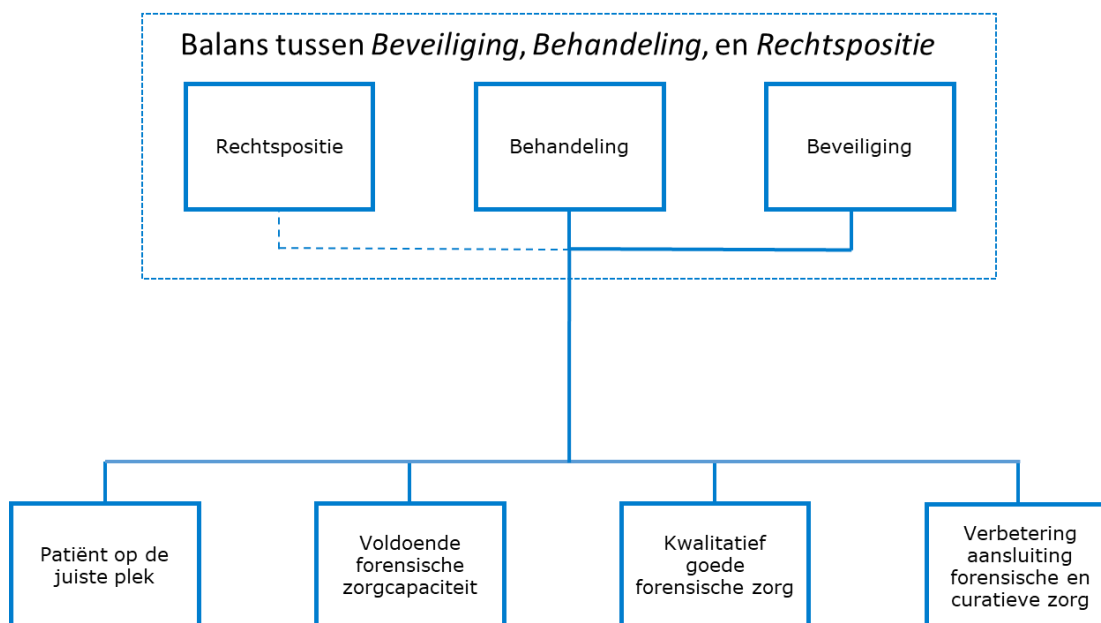 Balans tussen Beveiliging, Behandeling, en Rechtspositie
Rechtspositie
Behandeling
Beveiliging
Patiënt op de
juiste plek
Voldoende
forensische
zorgcapaciteit
Kwalitatief
goede
forensische zorg
Verbetering
aansluiting
forensische en
curatieve zorg